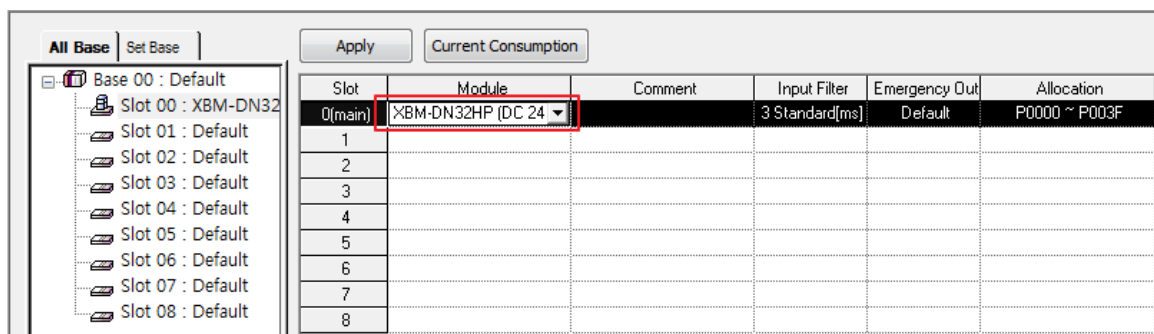 All Base Set Base Apply Current Consumption
Base 00 : Default
Slot 00 : XBM-DN32
Slot 01 : Default
Slot 02 : Default
Slot 03 : Default
Slot 04 : Default
Slot 05 : Default
Slot 06 : Default
Slot 07 : Default
Slot 08 : Default
Slot Module Comment Input Filter Emergency Out Allocation
0(main) XBM-DN32HP (DC 24 3 Standard[ms] Default P0000 ~ P003F
1
2
3
4
5
6
7
8